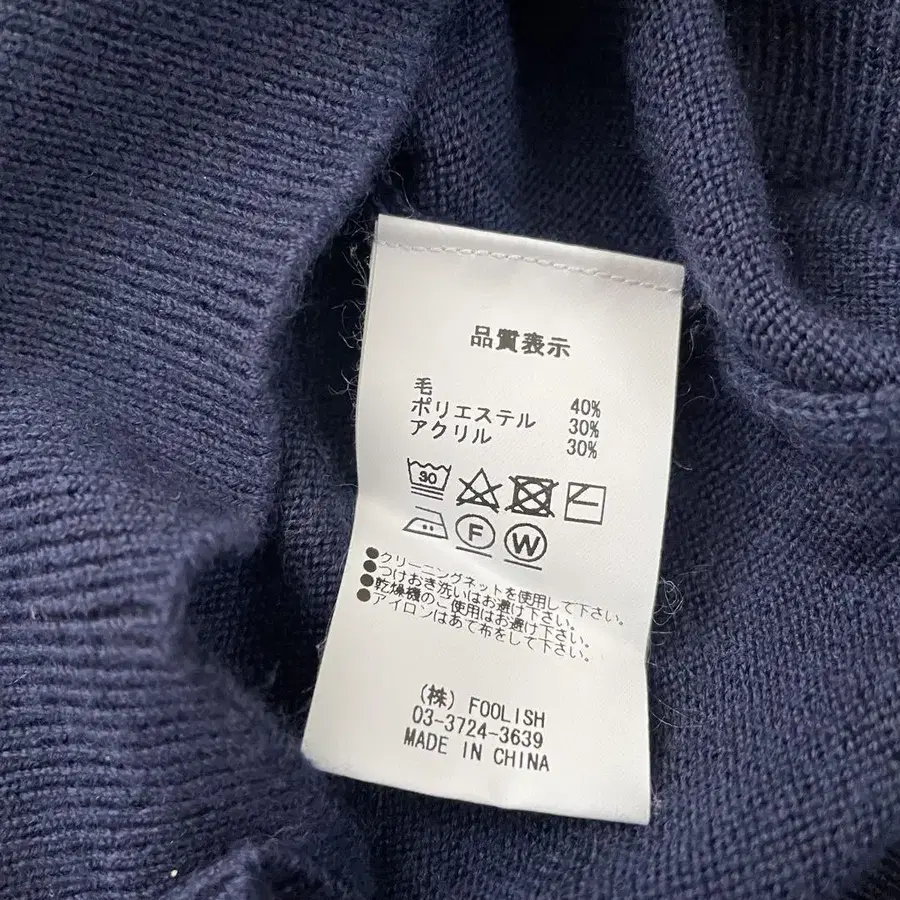 品質表示
毛 40%
ポリエステル 30%
アクリル 30%
30
F W
●クリーニングネットを使用して下さい。
●つけおき洗いはお避け下さい。
●乾燥機のご使用はお避け下さい。
●アイロンはあて布をして下さい。
(株) FOOLISH
03-3724-3639
MADE IN CHINA